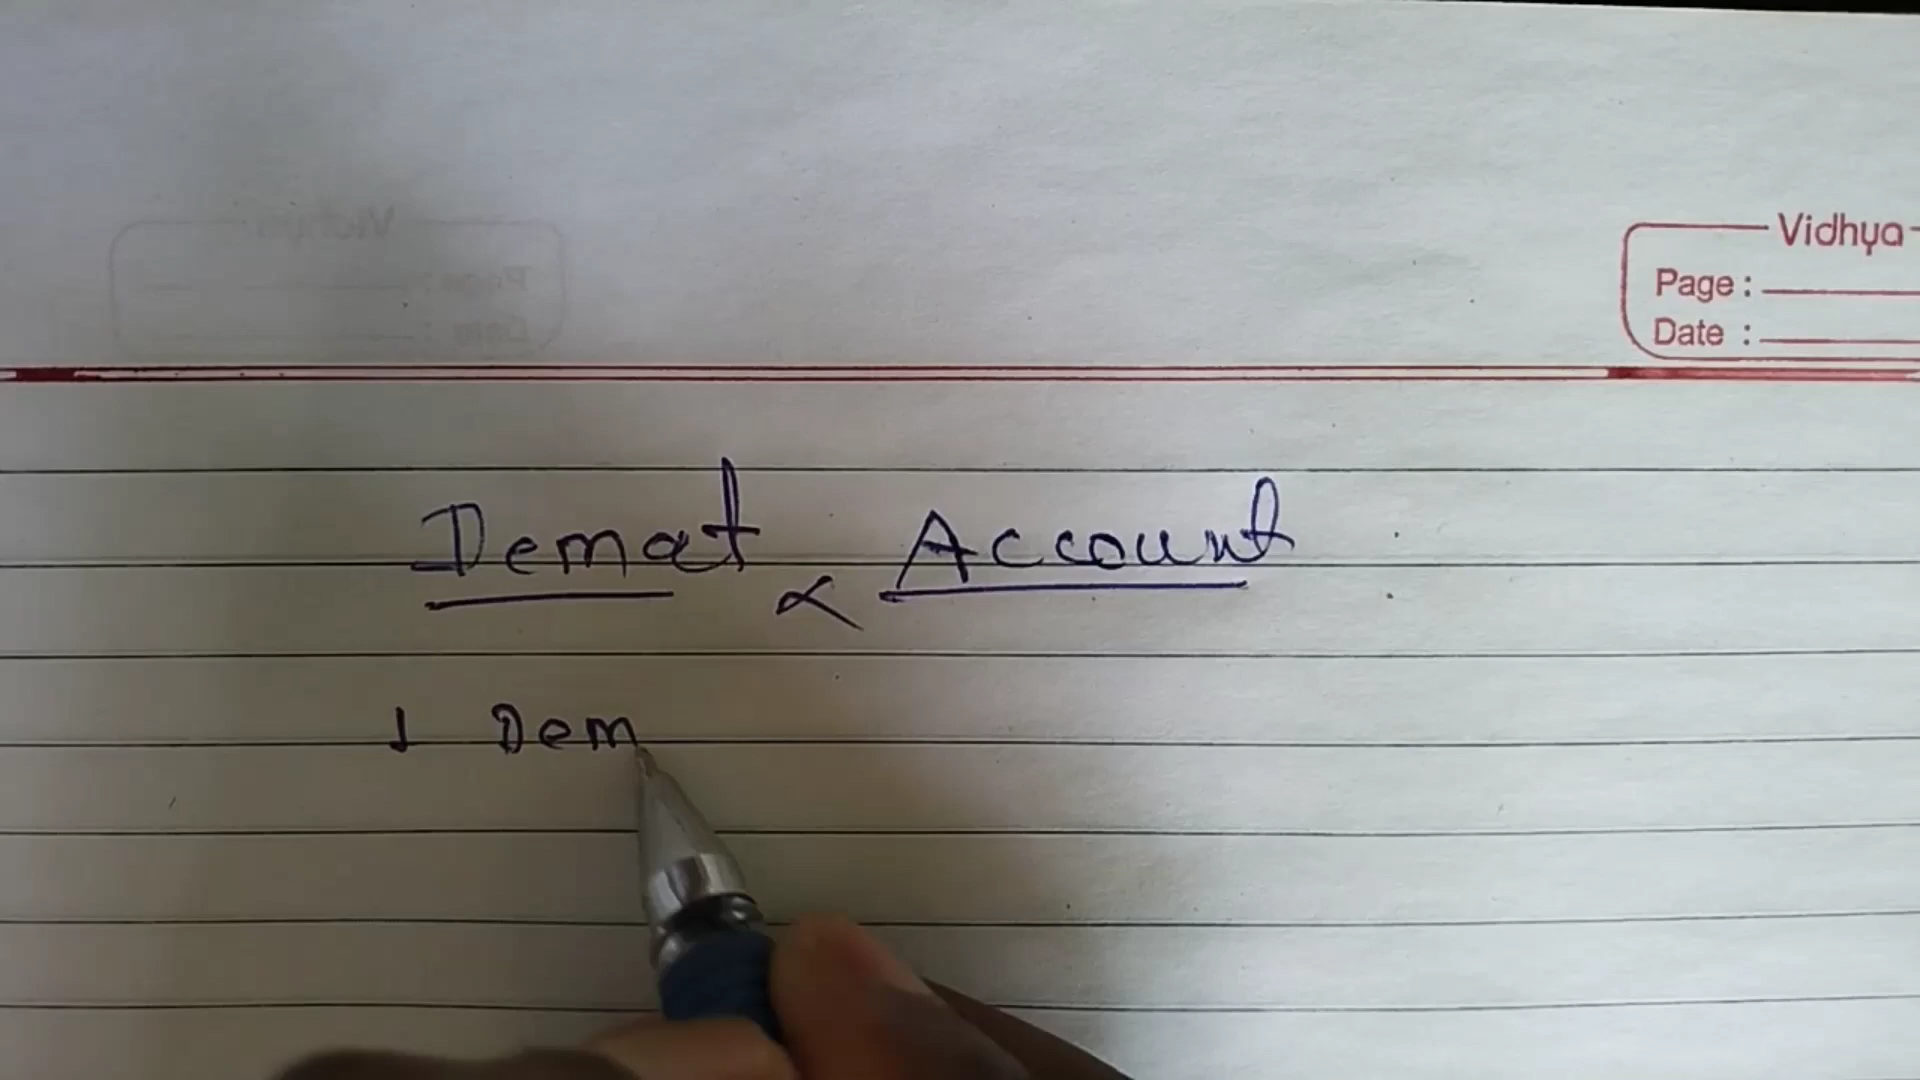 Vidhya
Page :
Date :
Demat Account
1 Dem